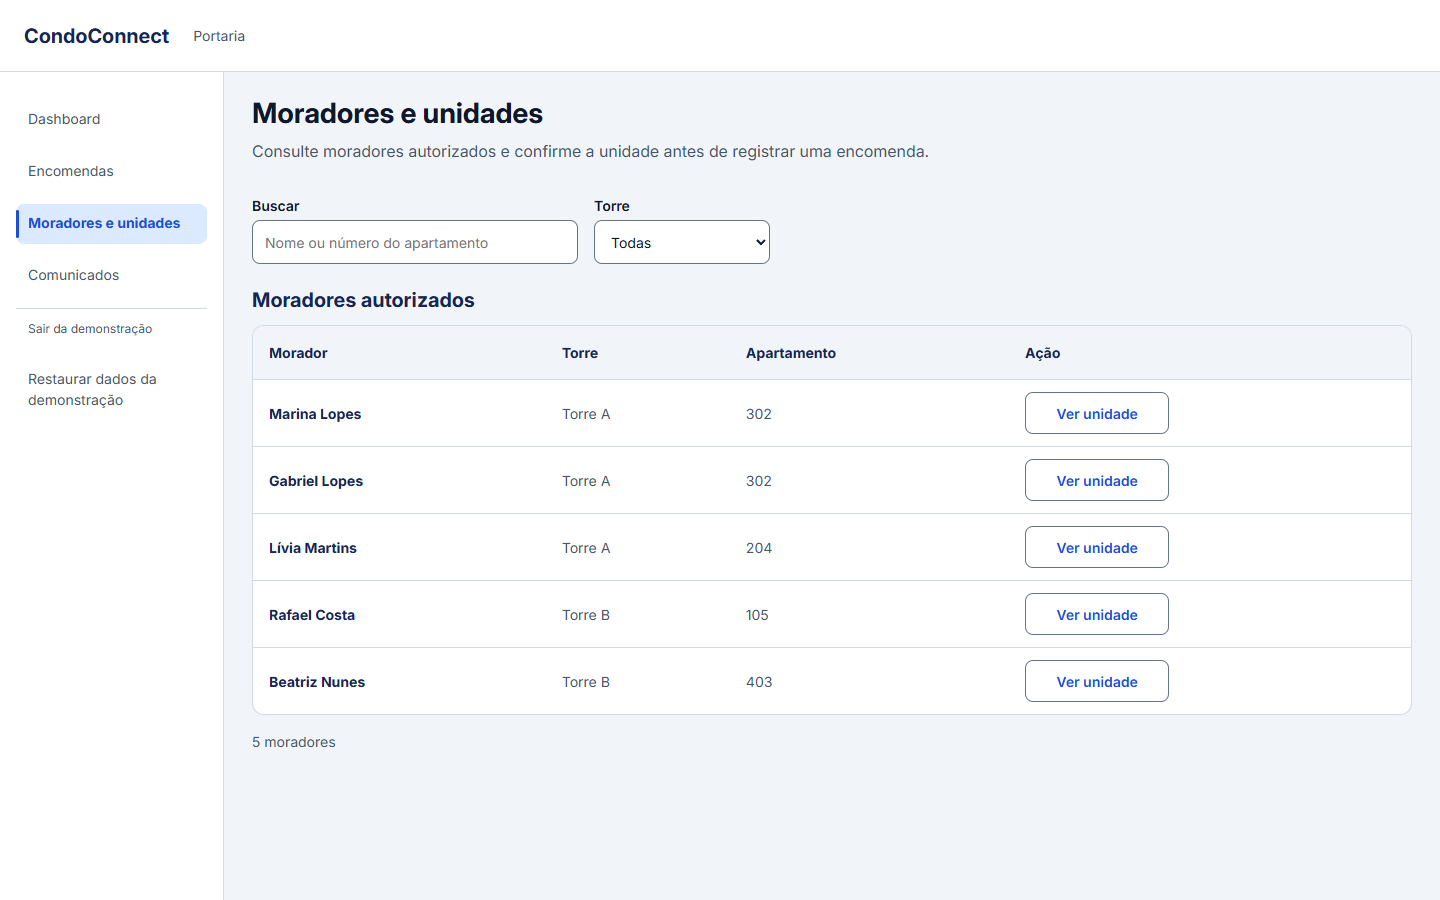 CondoConnect Portaria
Dashboard
Encomendas
Moradores e unidades
Comunicados
Sair da demonstração
Restaurar dados da
demonstração
Moradores e unidades
Consulte moradores autorizados e confirme a unidade antes de registrar uma encomenda.
Buscar Torre
Nome ou número do apartamento Todas
Moradores autorizados
Morador Torre Apartamento Ação
Marina Lopes Torre A 302 Ver unidade
Gabriel Lopes Torre A 302 Ver unidade
Lívia Martins Torre A 204 Ver unidade
Rafael Costa Torre B 105 Ver unidade
Beatriz Nunes Torre B 403 Ver unidade
5 moradores